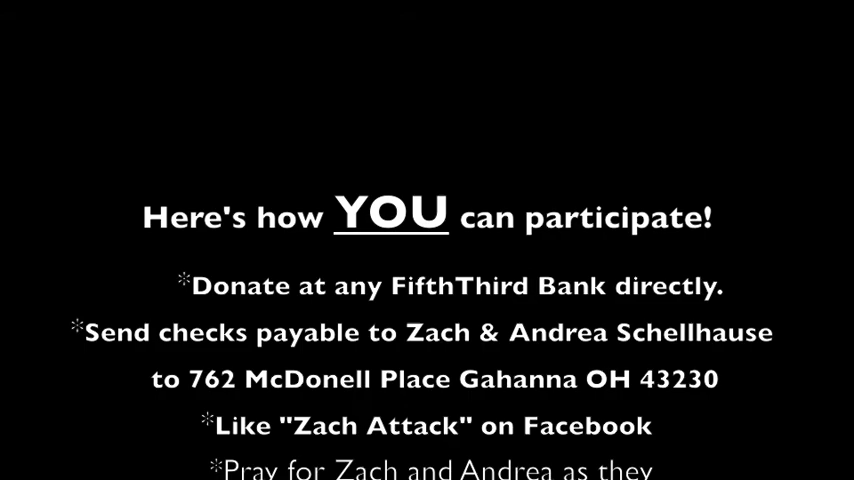 Here's how YOU can participate!
*Donate at any FifthThird Bank directly.
*Send checks payable to Zach & Andrea Schellhause
to 762 McDonell Place Gahanna OH 43230
*Like "Zach Attack" on Facebook
*Pray for Zach and Andrea as they